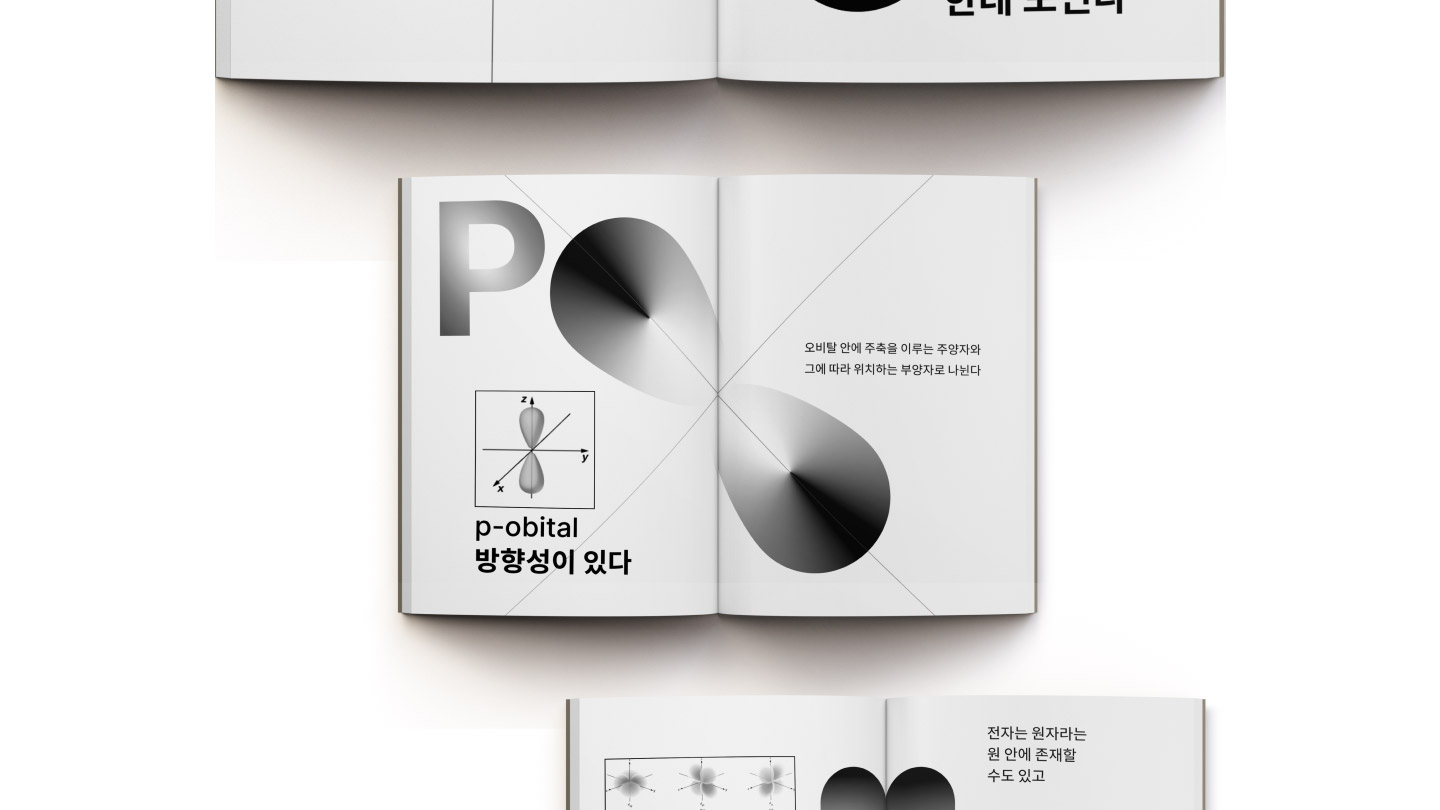 P
z
y
x
p-obital
방향성이 있다
오비탈 안에 주축을 이루는 주양자와
그에 따라 위치하는 부양자로 나뉜다
전자는 원자라는
원 안에 존재할
수도 있고